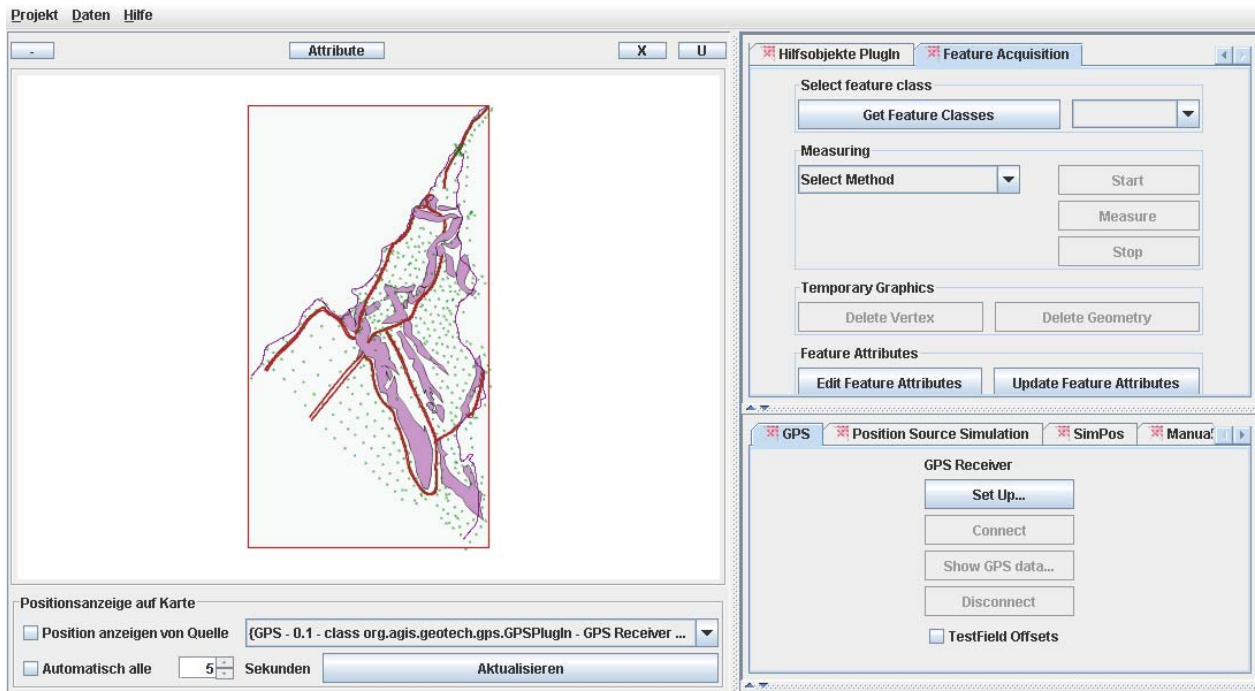 Projekt Daten Hilfe
- Attribute X U
Positionsanzeige auf Karte
Position anzeigen von Quelle {GPS - 0.1 - class org.agis.geotech.gps.GPSPlugIn - GPS Receiver ...
Automatisch alle 5 Sekunden Aktualisieren
Hilfsobjekte PlugIn Feature Acquisition
Select feature class
Get Feature Classes
Measuring
Select Method Start
Measure
Stop
Temporary Graphics
Delete Vertex Delete Geometry
Feature Attributes
Edit Feature Attributes Update Feature Attributes
GPS Position Source Simulation SimPos
GPS Receiver
Set Up...
Connect
Show GPS data...
Disconnect
TestField Offsets